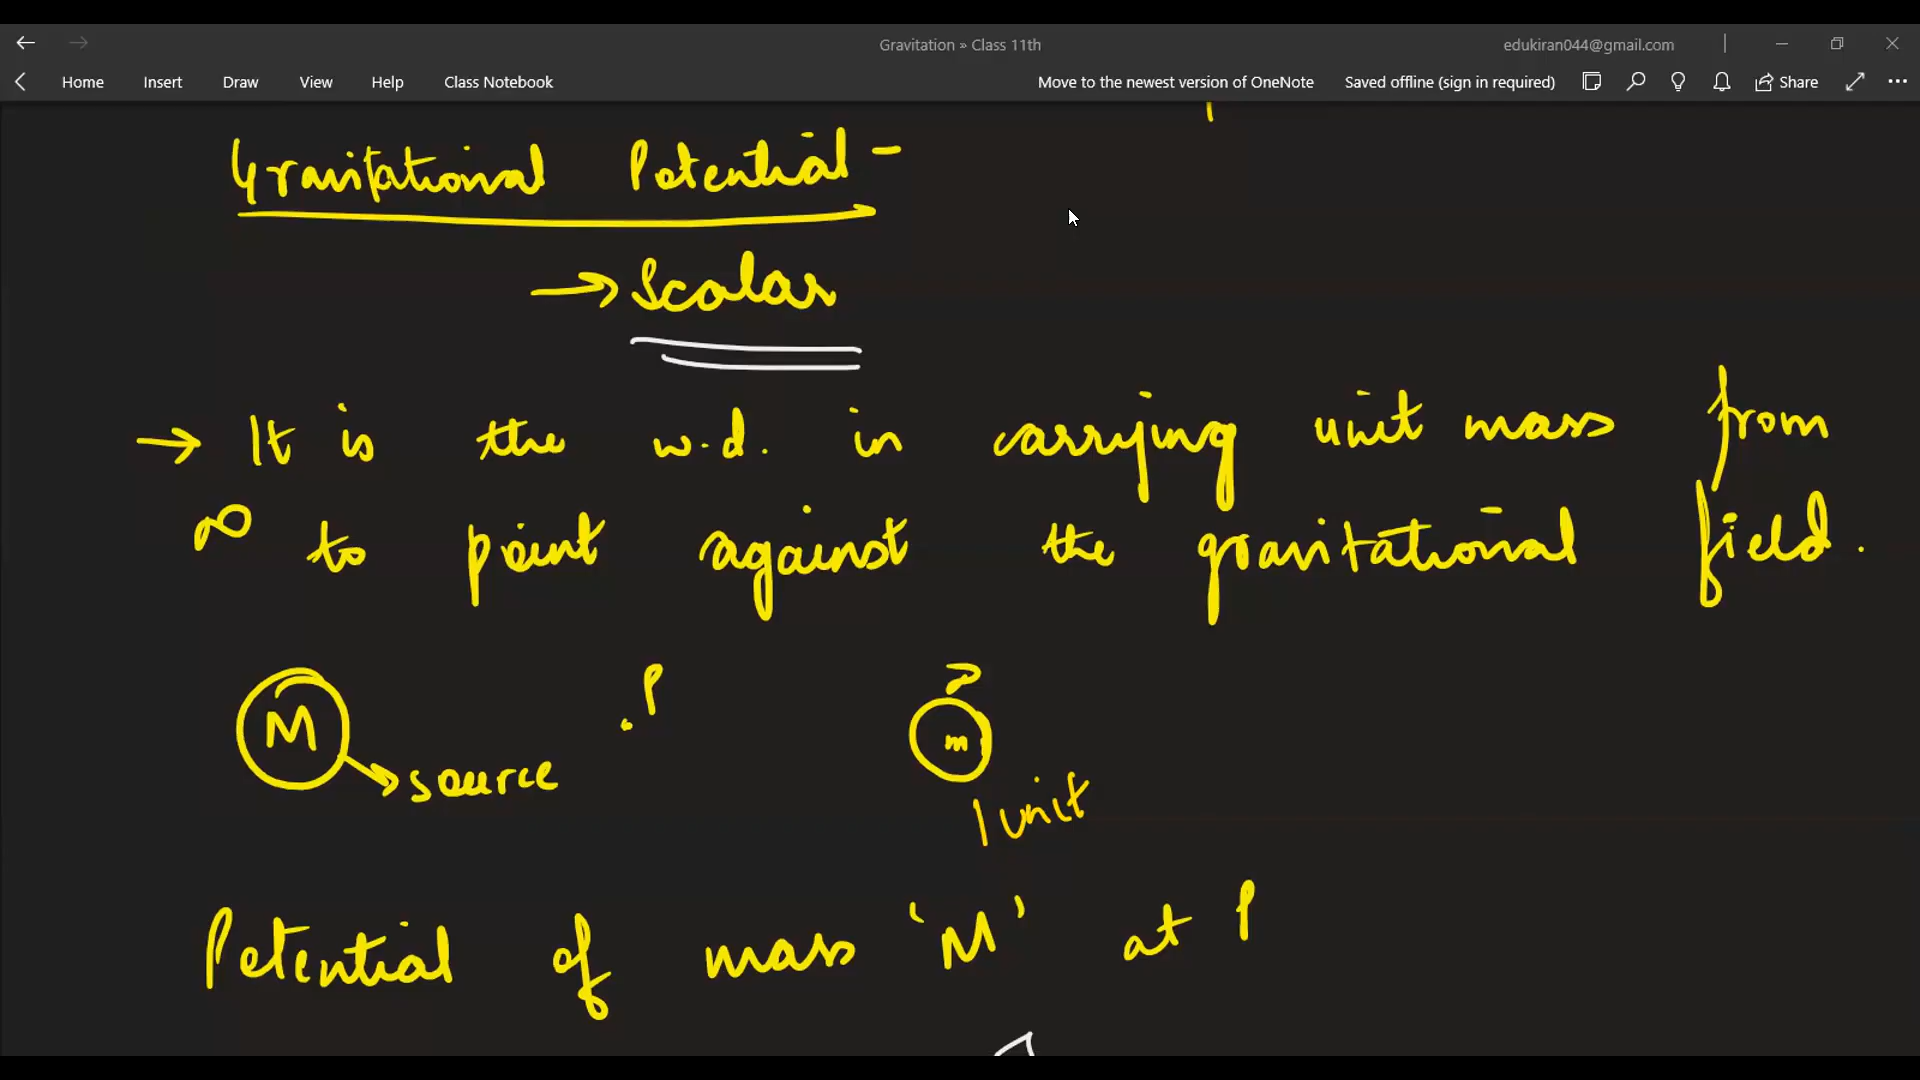 Gravitation » Class 11th
edukiran044@gmail.com
Home Insert Draw View Help Class Notebook Move to the newest version of OneNote Saved offline (sign in required) Share
Gravitational Potential -
→ Scalar
→ It is the w.d. in carrying unit mass from
∞ to point against the gravitational field.
M .P m
→ source
1 unit
Potential of mass 'M' at P